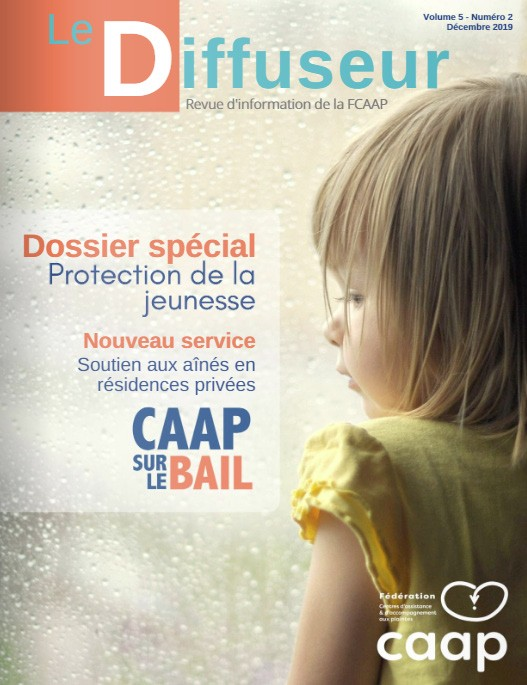 Le Diffuseur
Volume 5 - Numéro 2
Décembre 2019
Revue d'information de la FCAAP
Dossier spécial
Protection de la
jeunesse
Nouveau service
Soutien aux aînés en
résidences privées
CAAP
SUR
LE BAIL
Fédération
Centres d'assistance
& d'accompagnement
aux plaintes
caap